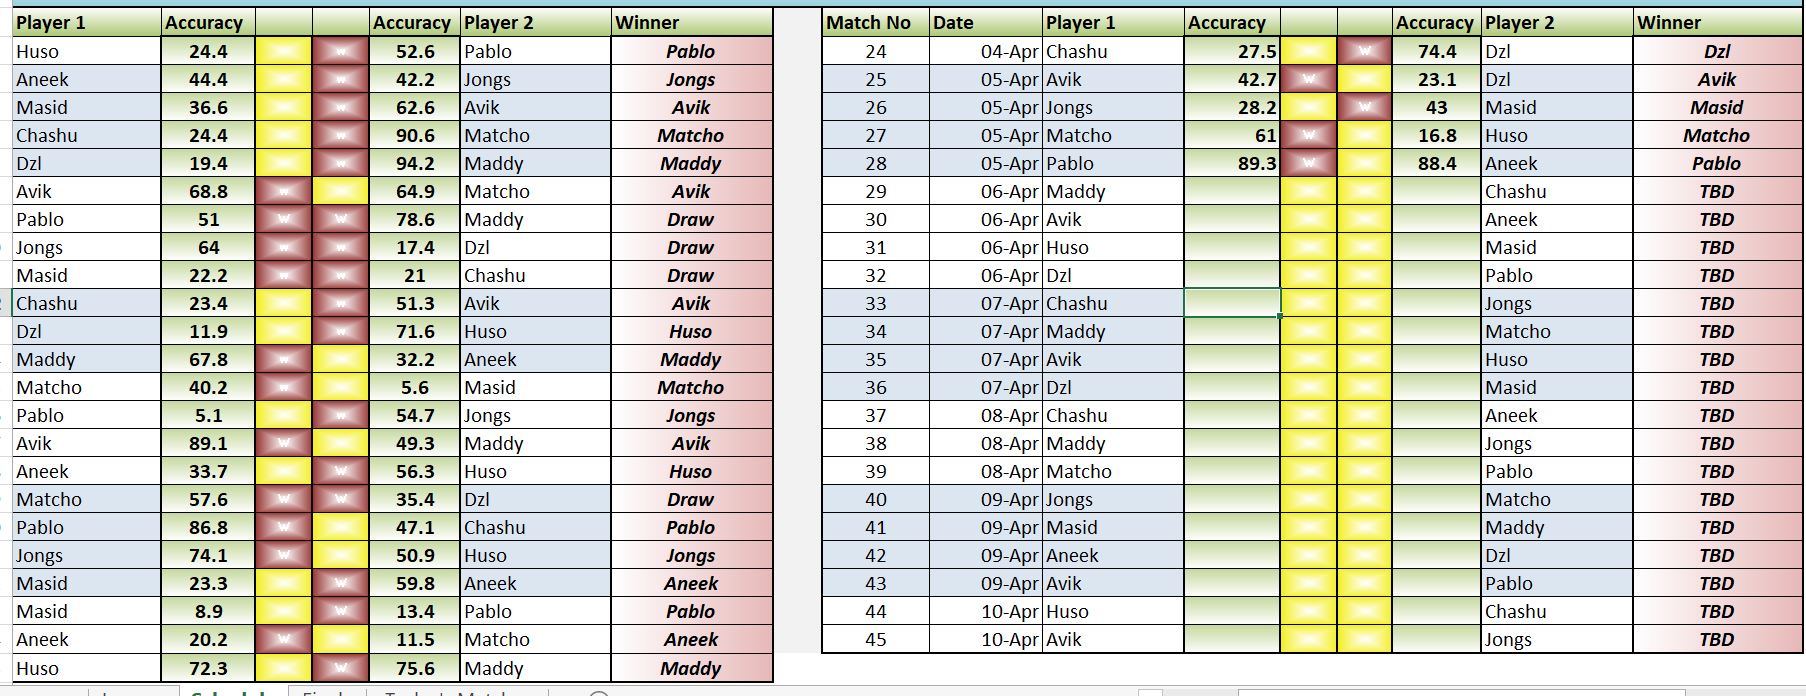 Player 1 Accuracy Accuracy Player 2 Winner
Huso 24.4 W 52.6 Pablo Pablo
Aneek 44.4 W 42.2 Jongs Jongs
Masid 36.6 W 62.6 Avik Avik
Chashu 24.4 W 90.6 Matcho Matcho
Dzl 19.4 W 94.2 Maddy Maddy
Avik 68.8 W 64.9 Matcho Avik
Pablo 51 W W 78.6 Maddy Draw
Jongs 64 W W 17.4 Dzl Draw
Masid 22.2 W W 21 Chashu Draw
Chashu 23.4 W 51.3 Avik Avik
Dzl 11.9 W 71.6 Huso Huso
Maddy 67.8 W 32.2 Aneek Maddy
Matcho 40.2 W 5.6 Masid Matcho
Pablo 5.1 W 54.7 Jongs Jongs
Avik 89.1 W 49.3 Maddy Avik
Aneek 33.7 W 56.3 Huso Huso
Matcho 57.6 W W 35.4 Dzl Draw
Pablo 86.8 W 47.1 Chashu Pablo
Jongs 74.1 W 50.9 Huso Jongs
Masid 23.3 W 59.8 Aneek Aneek
Masid 8.9 W 13.4 Pablo Pablo
Aneek 20.2 W 11.5 Matcho Aneek
Huso 72.3 W 75.6 Maddy Maddy
Match No Date Player 1 Accuracy Accuracy Player 2 Winner
24 04-Apr Chashu 27.5 W 74.4 Dzl Dzl
25 05-Apr Avik 42.7 W 23.1 Dzl Avik
26 05-Apr Jongs 28.2 W 43 Masid Masid
27 05-Apr Matcho 61 W 16.8 Huso Matcho
28 05-Apr Pablo 89.3 W 88.4 Aneek Pablo
29 06-Apr Maddy Chashu TBD
30 06-Apr Avik Aneek TBD
31 06-Apr Huso Masid TBD
32 06-Apr Dzl Pablo TBD
33 07-Apr Chashu Jongs TBD
34 07-Apr Maddy Matcho TBD
35 07-Apr Avik Huso TBD
36 07-Apr Dzl Masid TBD
37 08-Apr Chashu Aneek TBD
38 08-Apr Maddy Jongs TBD
39 08-Apr Matcho Pablo TBD
40 09-Apr Jongs Matcho TBD
41 09-Apr Masid Maddy TBD
42 09-Apr Aneek Dzl TBD
43 09-Apr Avik Pablo TBD
44 10-Apr Huso Chashu TBD
45 10-Apr Avik Jongs TBD